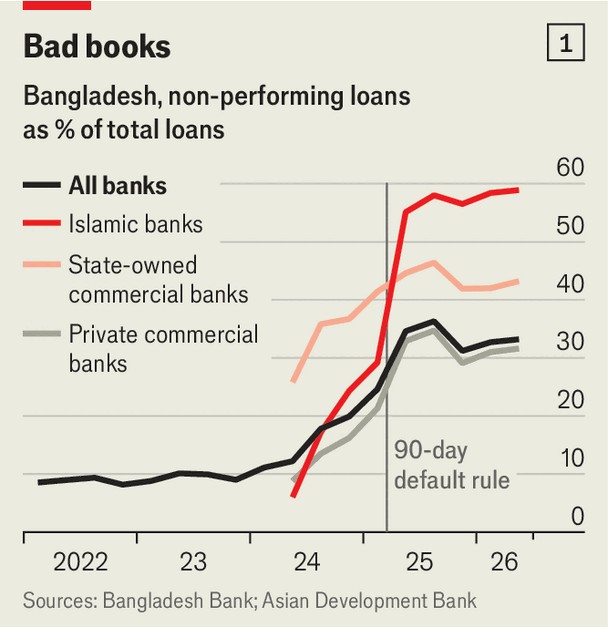 Bad books
1
Bangladesh, non-performing loans
as % of total loans
All banks
Islamic banks
State-owned
commercial banks
Private commercial
banks
60
50
40
30
20
10
0
90-day
default rule
2022
23
24
25
26
Sources: Bangladesh Bank; Asian Development Bank